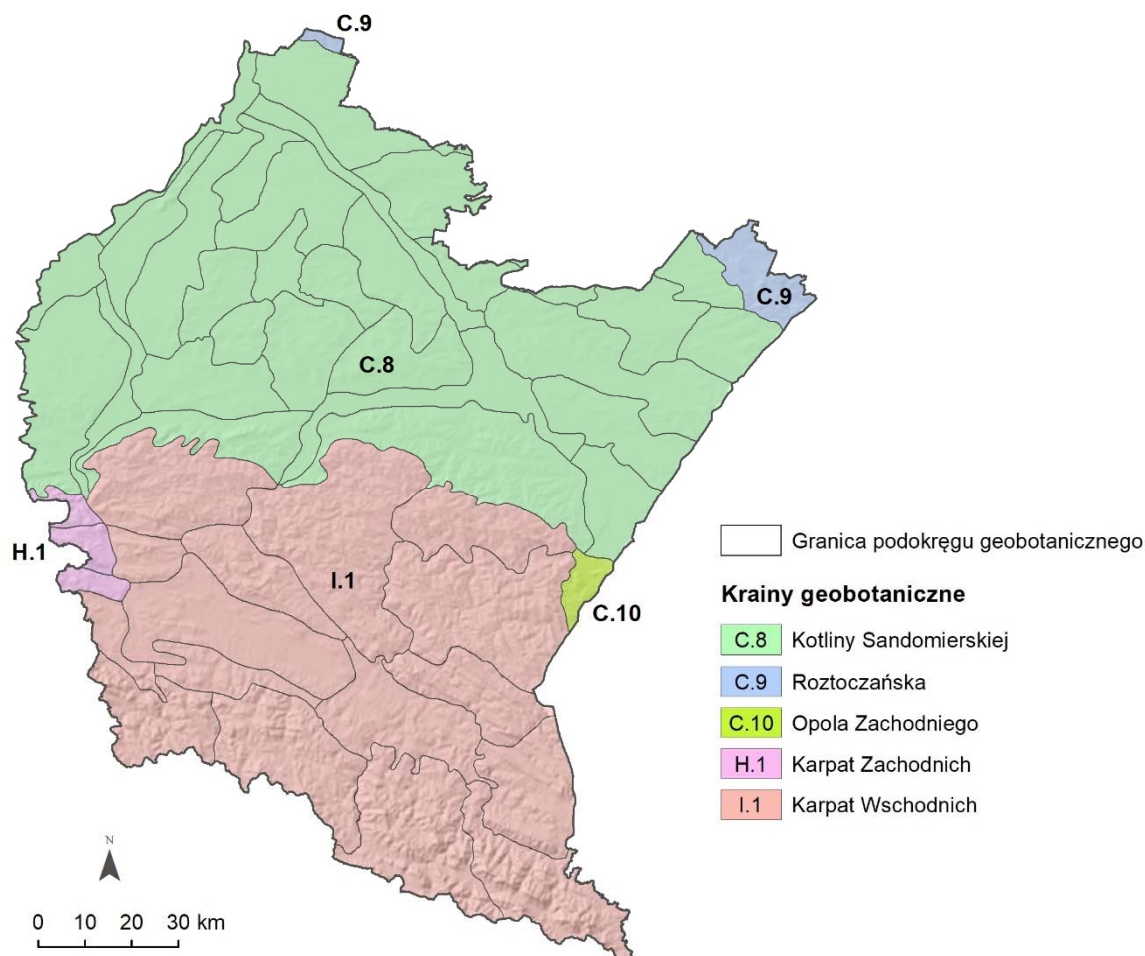 C.9
C.9
C.8
H.1
I.1
C.10
Granica podokręgu geobotanicznego
Krainy geobotaniczne
C.8 Kotliny Sandomierskiej
C.9 Roztoczańska
C.10 Opola Zachodniego
H.1 Karpat Zachodnich
I.1 Karpat Wschodnich
N
0 10 20 30 km